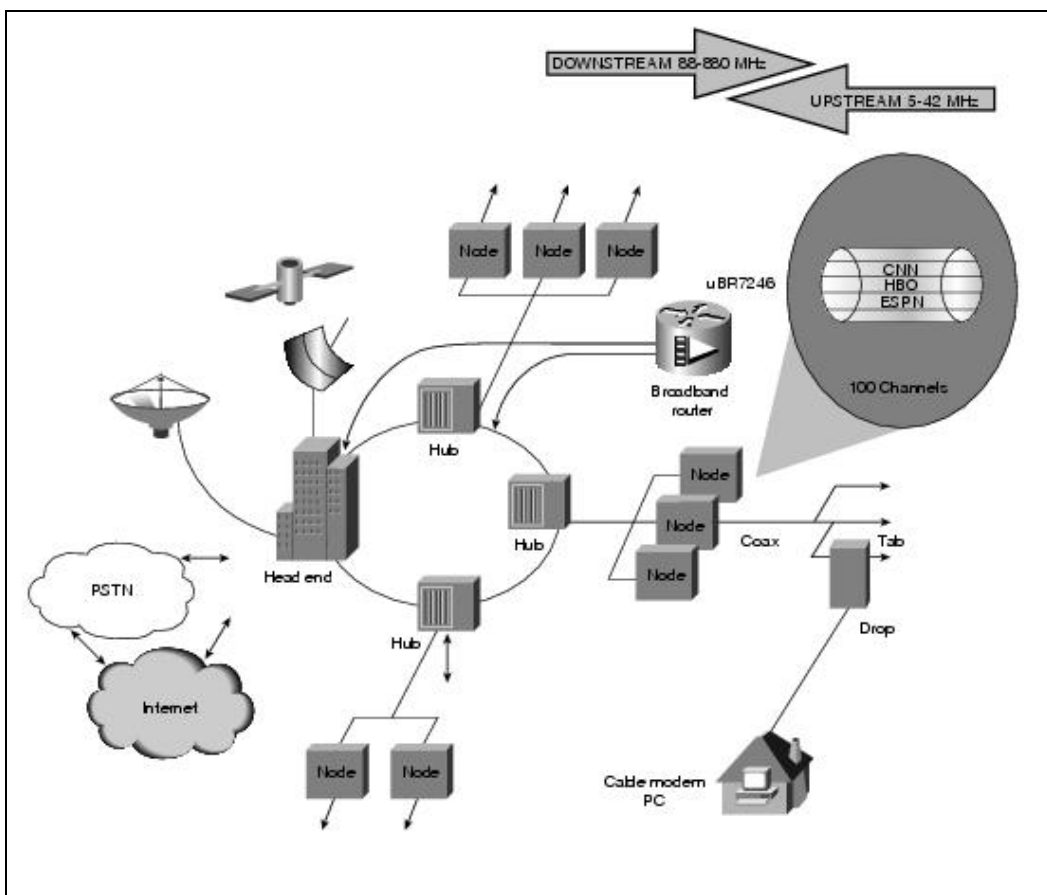 DOWNSTREAM 88-880 MHz
UPSTREAM 5-42 MHz
Node
Node
Node
uBR7246
CNN
HBO
ESPN
100 Channels
Broadband
router
Hub
Node
Node
Node
Hub
Coax
Tab
Head end
PSTN
Hub
Drop
Internet
Node
Node
Cable modem
PC